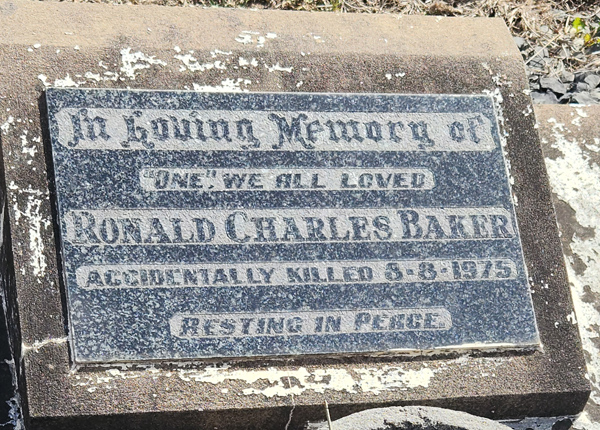 In Loving Memory of
"ONE", WE ALL LOVED
RONALD CHARLES BAKER
ACCIDENTALLY KILLED 8-8-1975
RESTING IN PEACE.